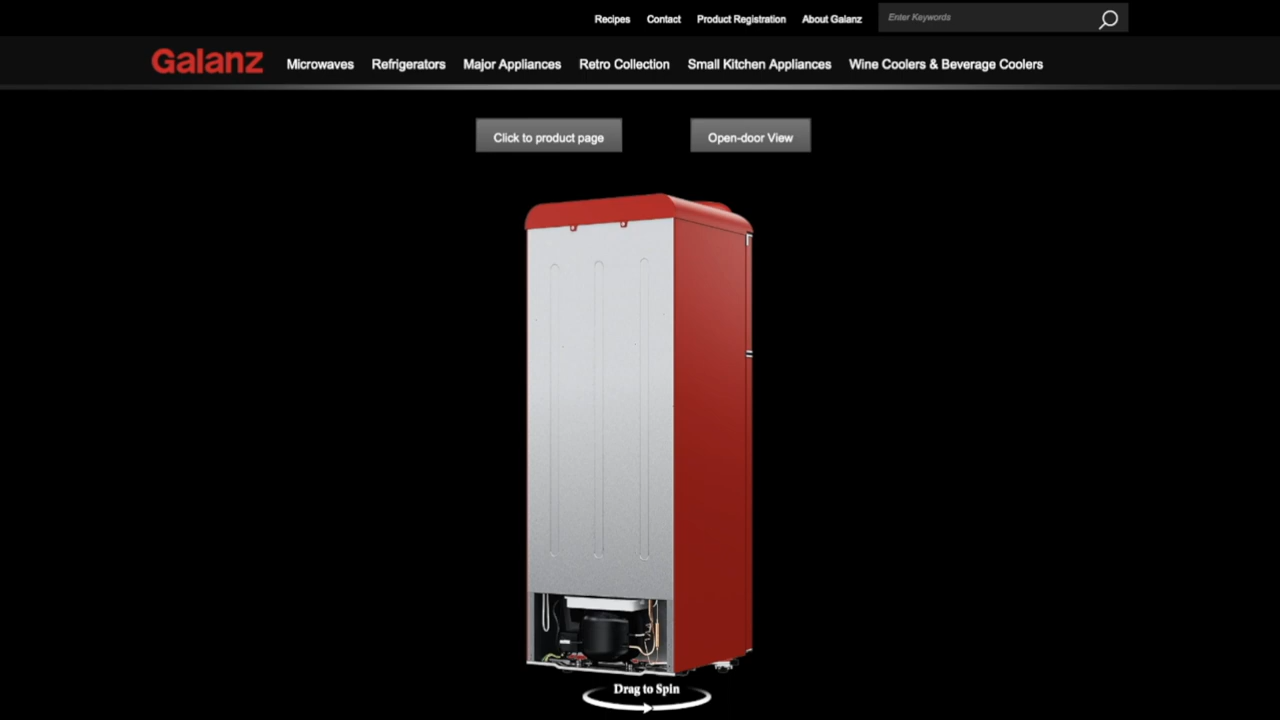 Recipes Contact Product Registration About Galanz Enter Keywords
Galanz Microwaves Refrigerators Major Appliances Retro Collection Small Kitchen Appliances Wine Coolers & Beverage Coolers
Click to product page Open-door View
Drag to Spin